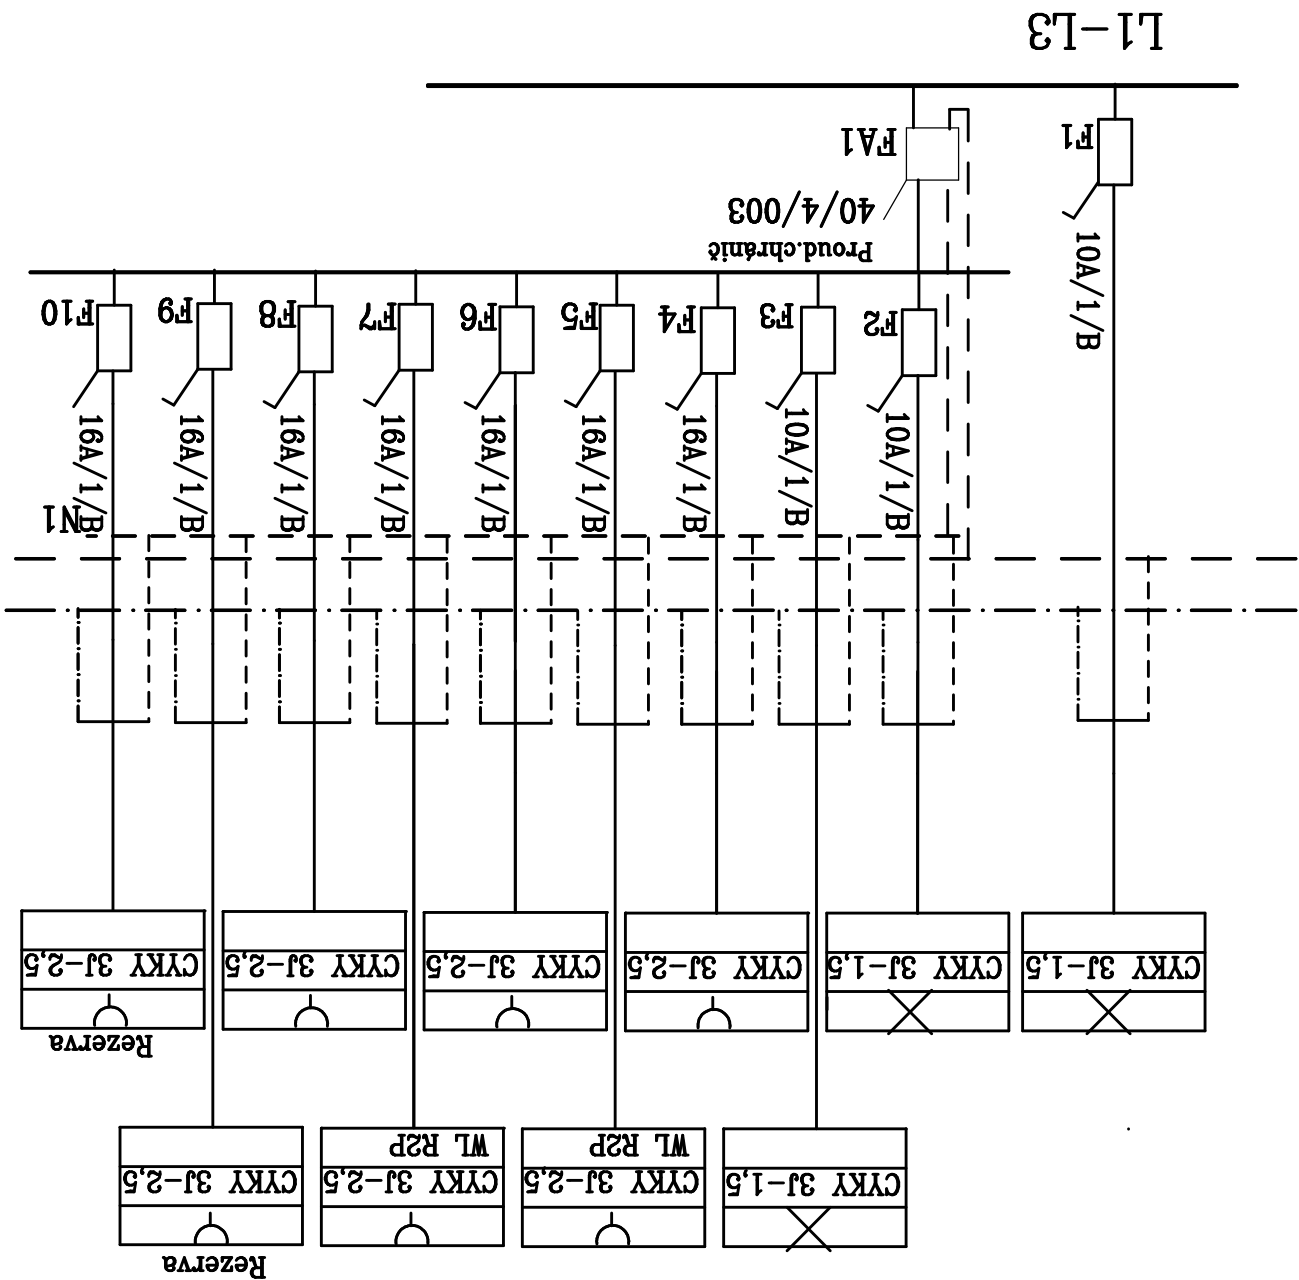 L1-L3
F1
10A/1/B
FA1
40/4/003
Proud.chránič
F2
10A/1/B
F3
10A/1/B
F4
16A/1/B
F5
16A/1/B
F6
16A/1/B
F7
16A/1/B
F8
16A/1/B
F9
16A/1/B
F10
16A/1/B
N1
CYKY 3J-1,5
CYKY 3J-1,5
CYKY 3J-2,5
CYKY 3J-2,5
CYKY 3J-2,5
CYKY 3J-2,5
Rezerva
CYKY 3J-1,5
WL R2P
CYKY 3J-2,5
WL R2P
CYKY 3J-2,5
CYKY 3J-2,5
Rezerva